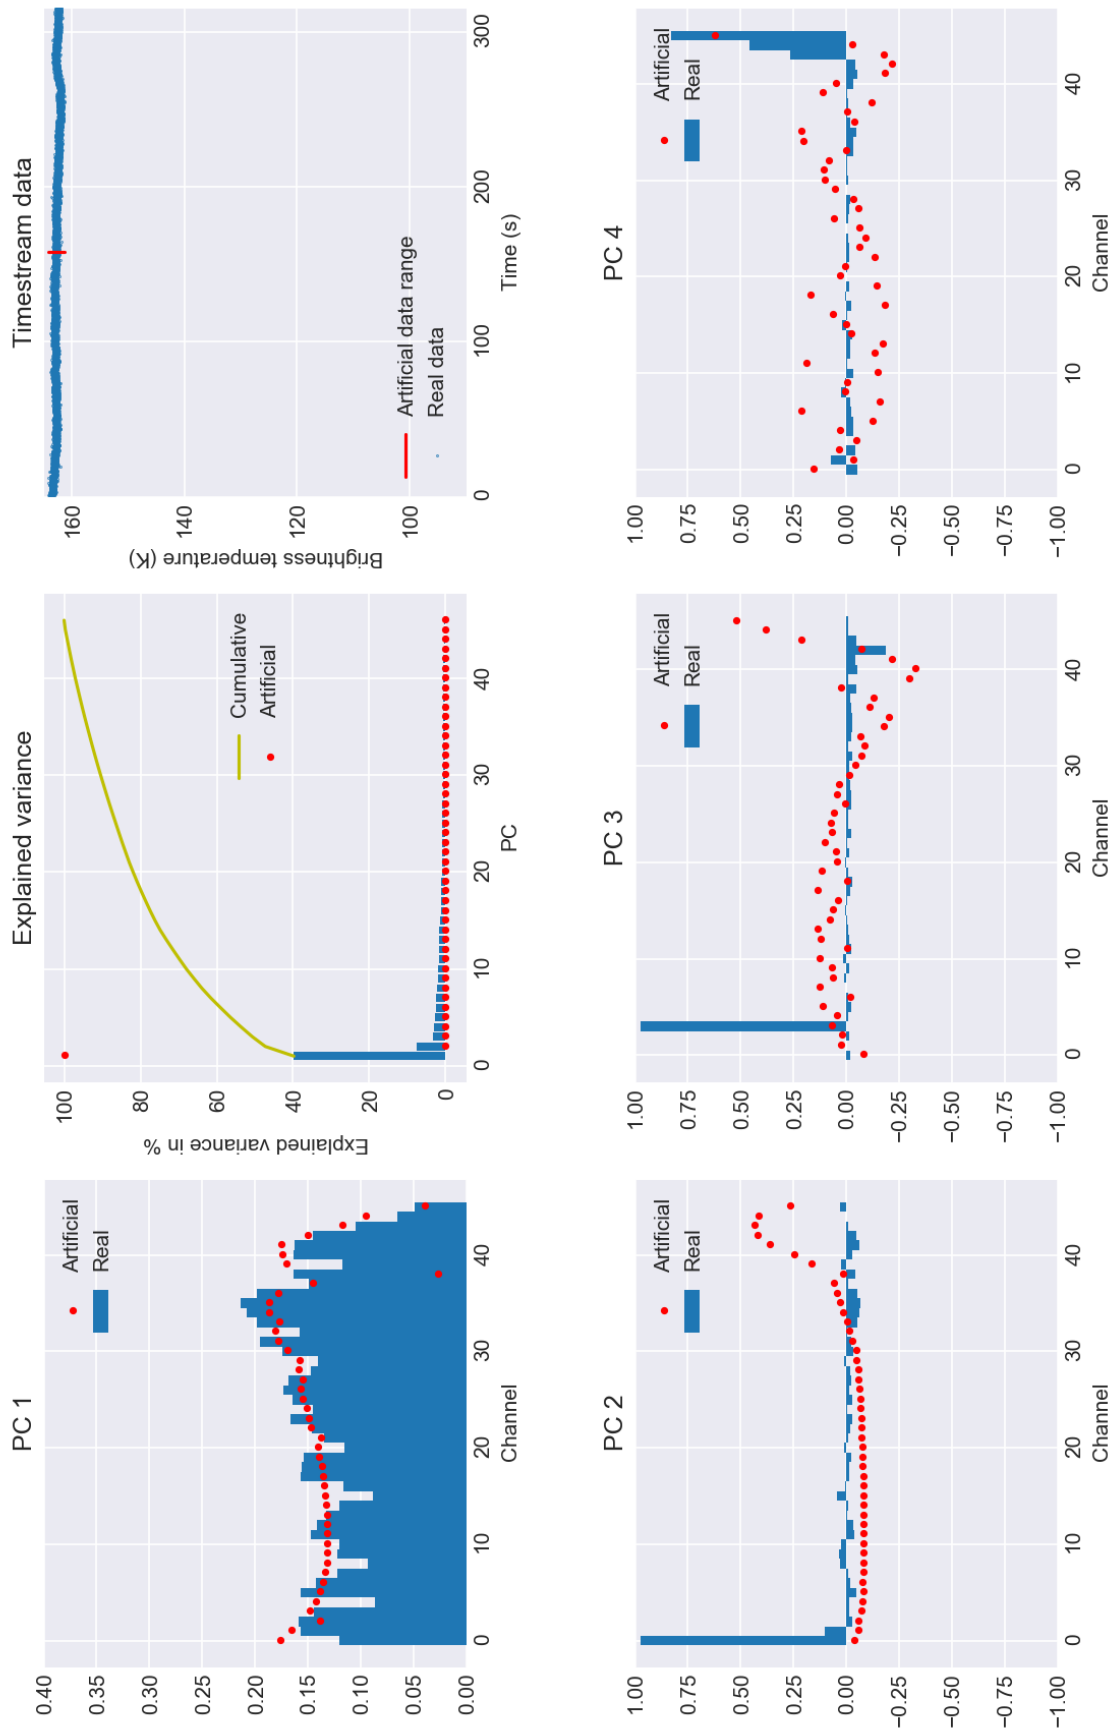 PC 1
0.40
0.35
0.30
0.25
0.20
0.15
0.10
0.05
0.00
Artificial
Real
0 10 20 30 40
Channel
Explained variance
Explained variance in %
100
80
60
40
20
0
Cumulative
Artificial
0 10 20 30 40
PC
Timestream data
Brightness temperature (K)
160
140
120
100
Artificial data range
Real data
0 100 200 300
Time (s)
PC 2
1.00
0.75
0.50
0.25
0.00
−0.25
−0.50
−0.75
−1.00
Artificial
Real
0 10 20 30 40
Channel
PC 3
1.00
0.75
0.50
0.25
0.00
−0.25
−0.50
−0.75
−1.00
Artificial
Real
0 10 20 30 40
Channel
PC 4
1.00
0.75
0.50
0.25
0.00
−0.25
−0.50
−0.75
−1.00
Artificial
Real
0 10 20 30 40
Channel